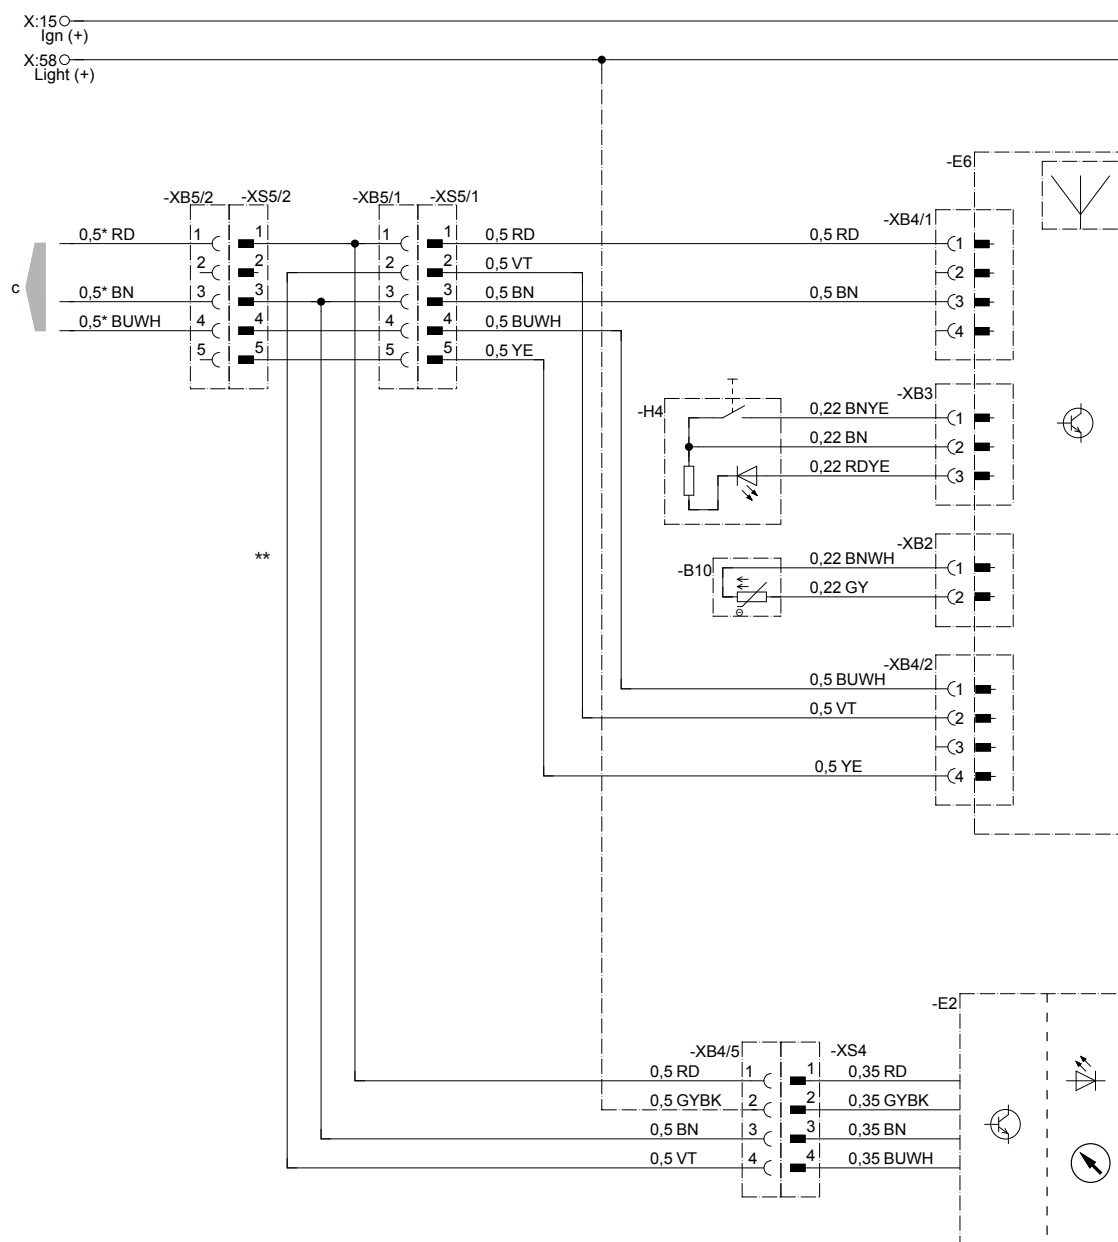 X:15
Ign (+)
X:58
Light (+)
-E6
-XB5/2 -XS5/2 -XB5/1 -XS5/1
-XB4/1
0,5* RD 1 1 1 1 0,5 RD 0,5 RD 1
2 2 2 2 0,5 VT 2
c
0,5* BN 3 3 3 3 0,5 BN 0,5 BN 3
0,5* BUWH 4 4 4 4 0,5 BUWH 4
5 5 5 5 0,5 YE
-XB3
-H4
0,22 BNYE 1
0,22 BN 2
0,22 RDYE 3
-XB2
**
-B10
0,22 BNWH 1
0,22 GY 2
-XB4/2
0,5 BUWH 1
0,5 VT 2
3
0,5 YE 4
-E2
-XB4/5 -XS4
0,5 RD 1 1 0,35 RD
0,5 GYBK 2 2 0,35 GYBK
0,5 BN 3 3 0,35 BN
0,5 VT 4 4 0,35 BUWH